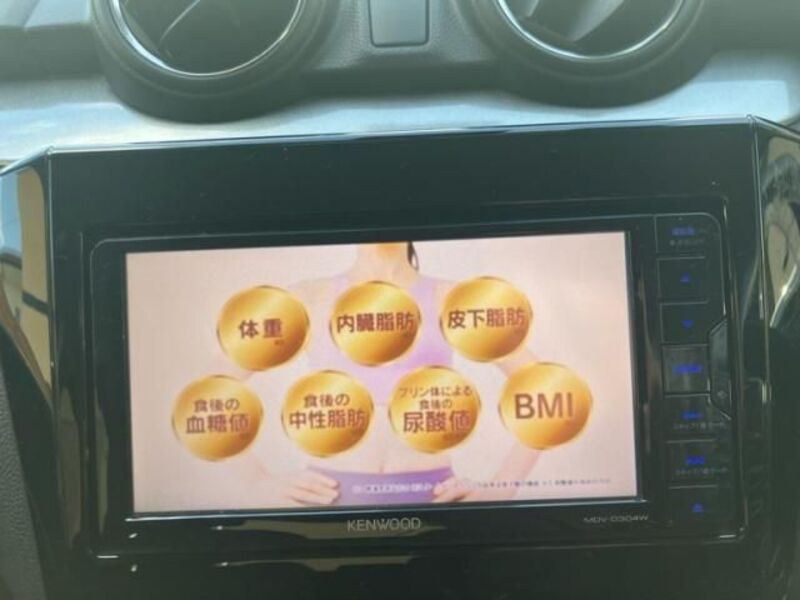 体重
内臓脂肪
皮下脂肪
食後の
血糖値
食後の
中性脂肪
プリン体による
食後の
尿酸値
BMI
KENWOOD
MDV-D304W